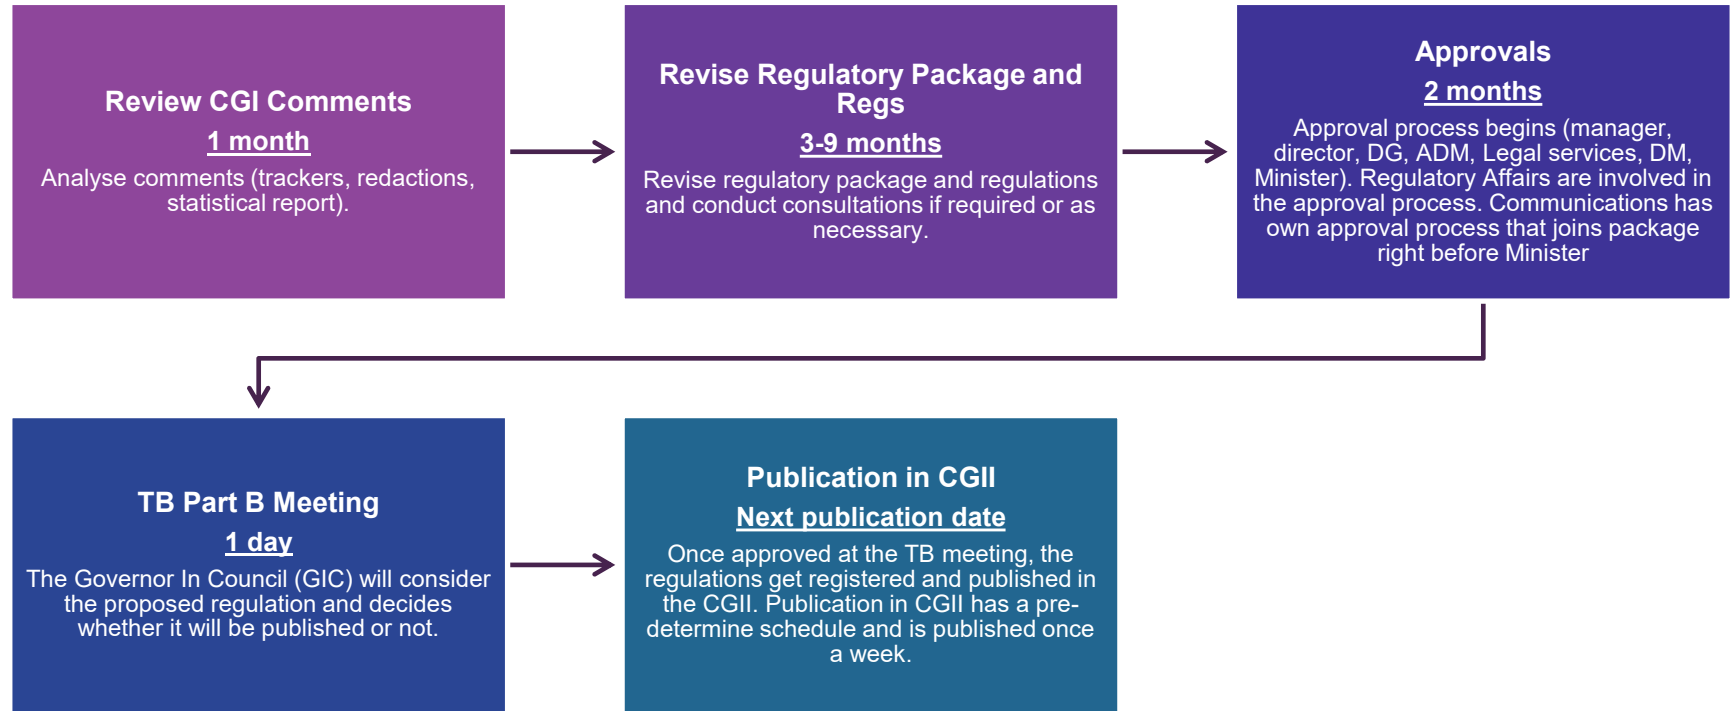 Review CGI Comments
1 month
Analyse comments (trackers, redactions,
statistical report).
Revise Regulatory Package and
Regs
3-9 months
Revise regulatory package and regulations
and conduct consultations if required or as
necessary.
Approvals
2 months
Approval process begins (manager,
director, DG, ADM, Legal services, DM,
Minister). Regulatory Affairs are involved in
the approval process. Communications has
own approval process that joins package
right before Minister
TB Part B Meeting
1 day
The Governor In Council (GIC) will consider
the proposed regulation and decides
whether it will be published or not.
Publication in CGII
Next publication date
Once approved at the TB meeting, the
regulations get registered and published in
the CGII. Publication in CGII has a pre-
determine schedule and is published once
a week.